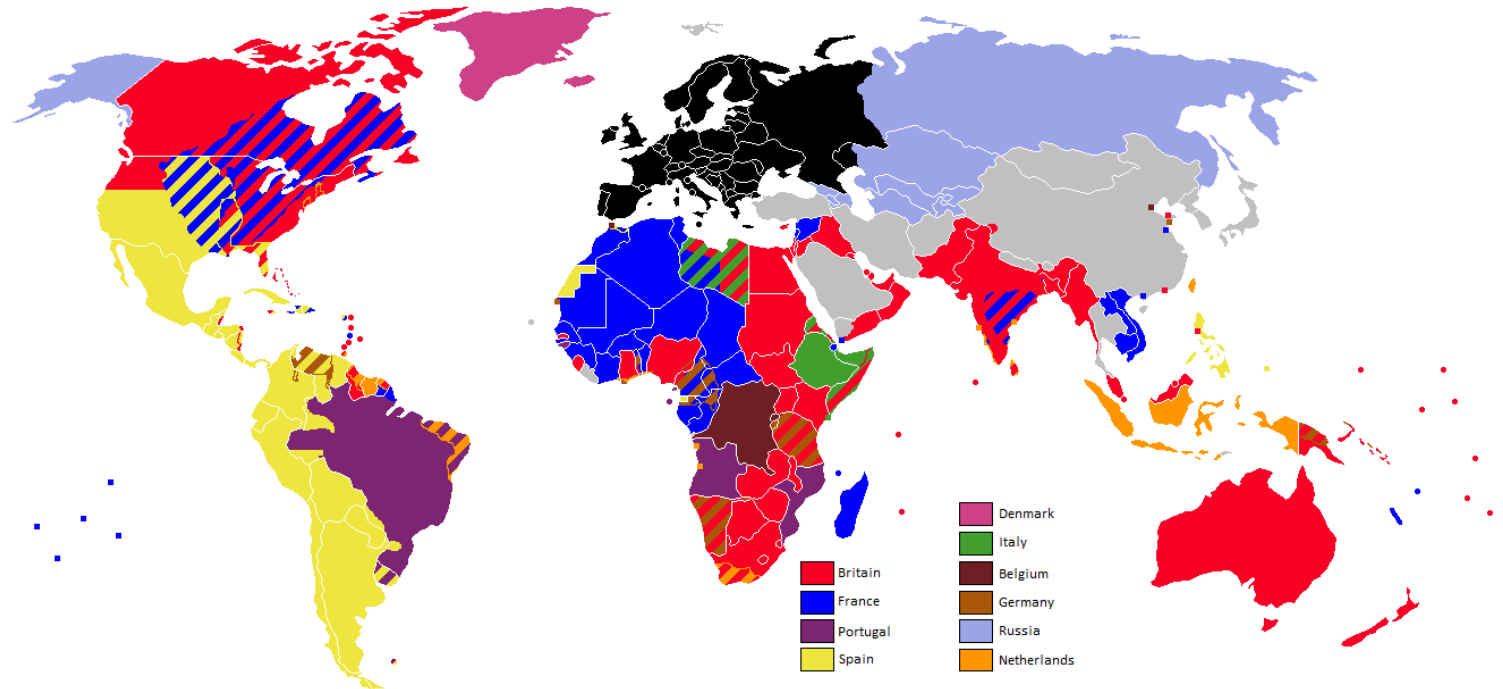 Denmark
Italy
Britain
Belgium
France
Germany
Portugal
Russia
Spain
Netherlands